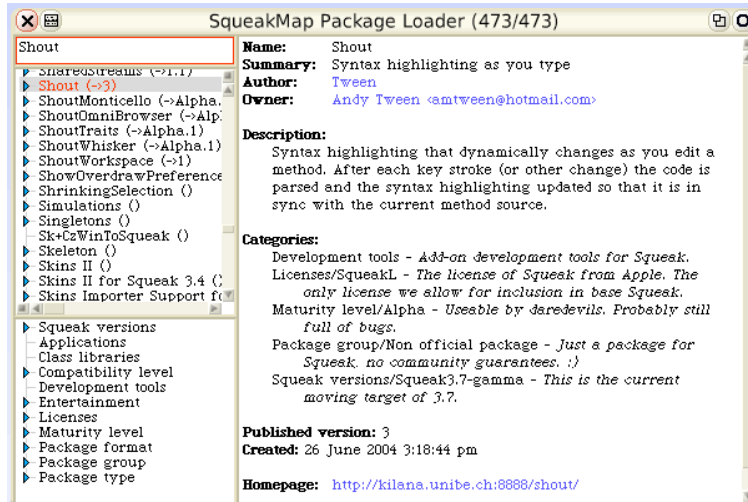 SqueakMap Package Loader (473/473)
Shout
SharedStreams (->1.1)
Shout (->3)
ShoutMonticello (->Alpha.
ShoutOmniBrowser (->Alp
ShoutTraits (->Alpha.1)
ShoutWhisker (->Alpha.1)
ShoutWorkspace (->1)
ShowOverdrawPreference
ShrinkingSelection ()
Simulations ()
Singletons ()
Sk+CzWinToSqueak ()
Skeleton ()
Skins II ()
Skins II for Squeak 3.4 ()
Skins Importer Support fo
Squeak versions
Applications
Class libraries
Compatibility level
Development tools
Entertainment
Licenses
Maturity level
Package format
Package group
Package type
Name: Shout
Summary: Syntax highlighting as you type
Author: Tween
Owner: Andy Tween <amtween@hotmail.com>
Description:
Syntax highlighting that dynamically changes as you edit a
method. After each key stroke (or other change) the code is
parsed and the syntax highlighting updated so that it is in
sync with the current method source.
Categories:
Development tools - Add-on development tools for Squeak.
Licenses/SqueakL - The license of Squeak from Apple. The
only license we allow for inclusion in base Squeak.
Maturity level/Alpha - Useable by daredevils. Probably still
full of bugs.
Package group/Non official package - Just a package for
Squeak. no community guarantees. :)
Squeak versions/Squeak3.7-gamma - This is the current
moving target of 3.7.
Published version: 3
Created: 26 June 2004 3:18:44 pm
Homepage: http://kilana.unibe.ch:8888/shout/